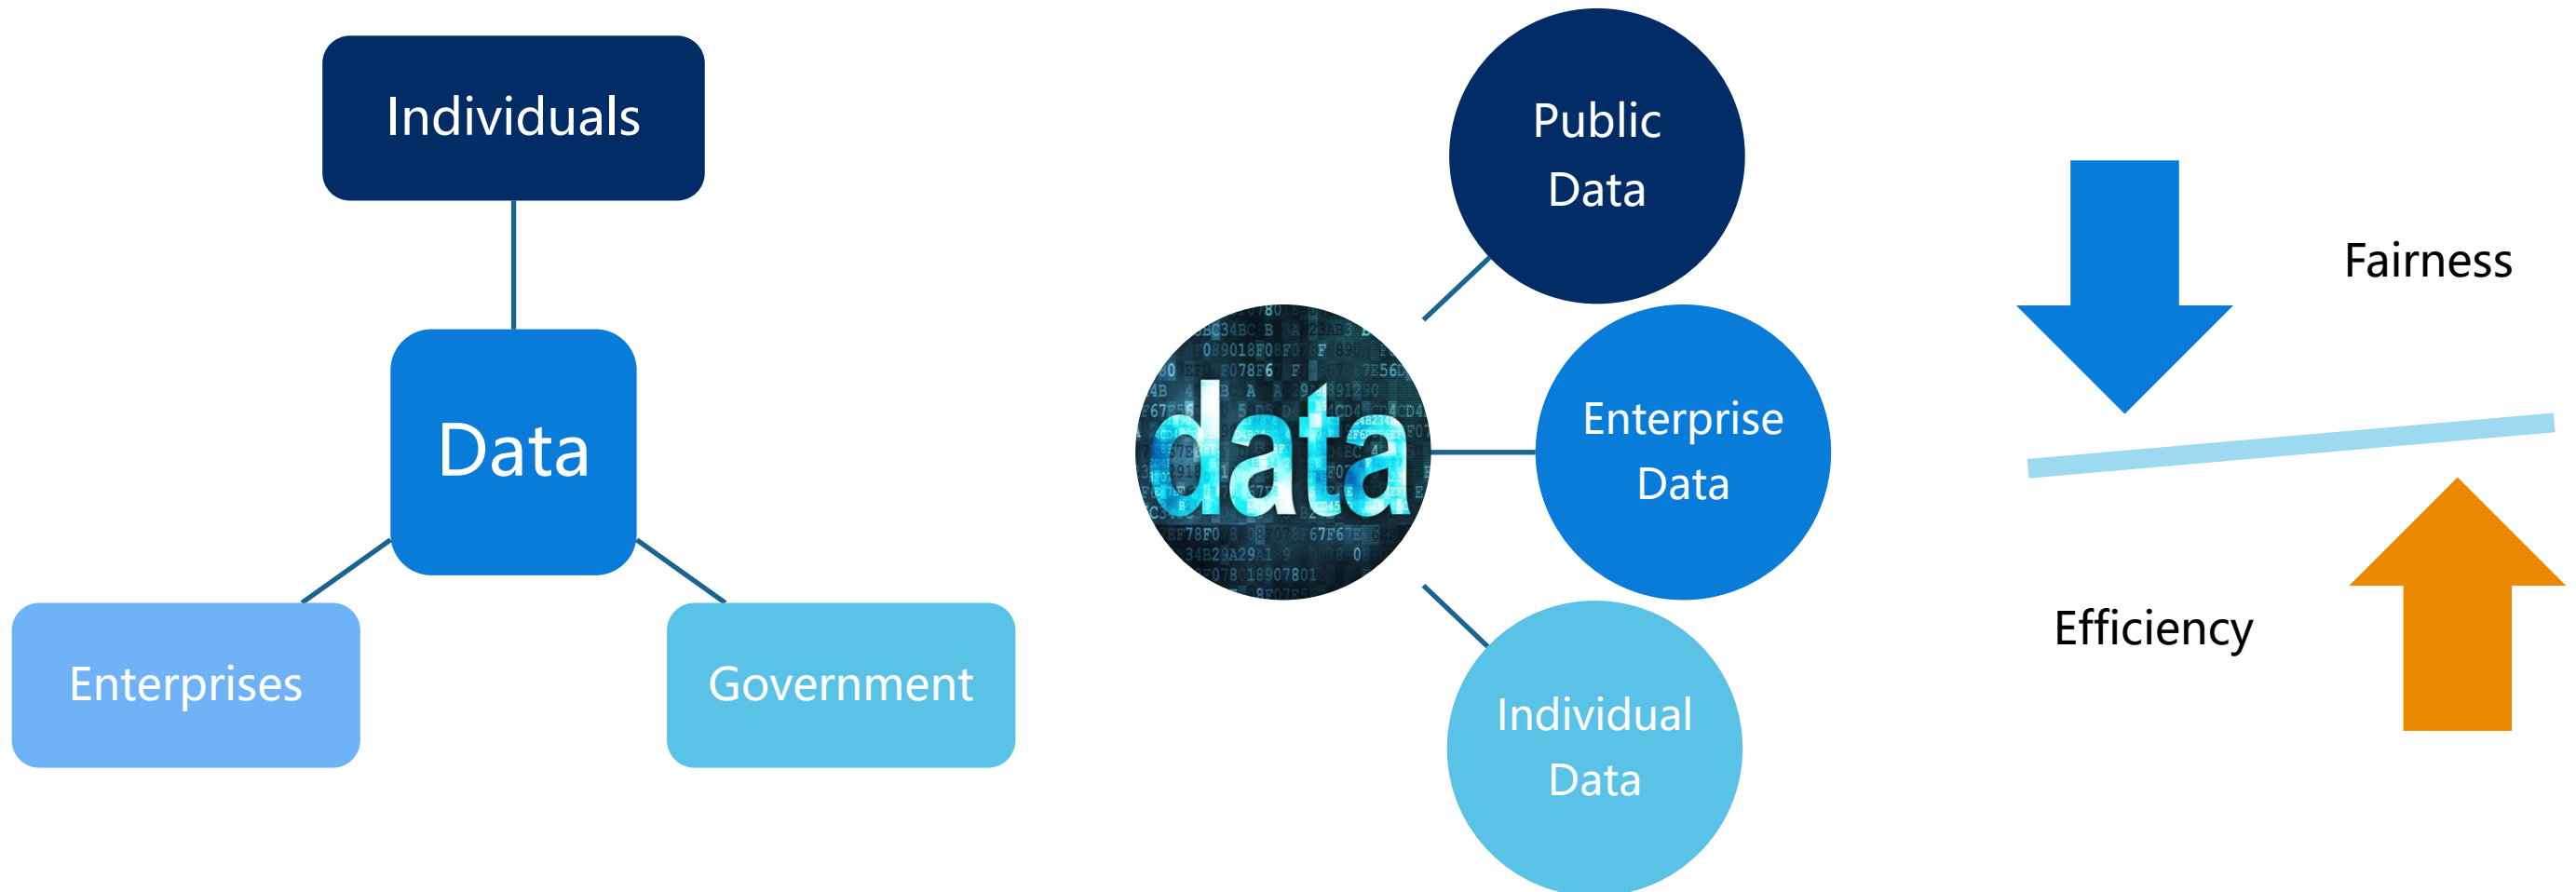 Individuals
Data
Enterprises
Government
data
Public
Data
Enterprise
Data
Individual
Data
Fairness
Efficiency